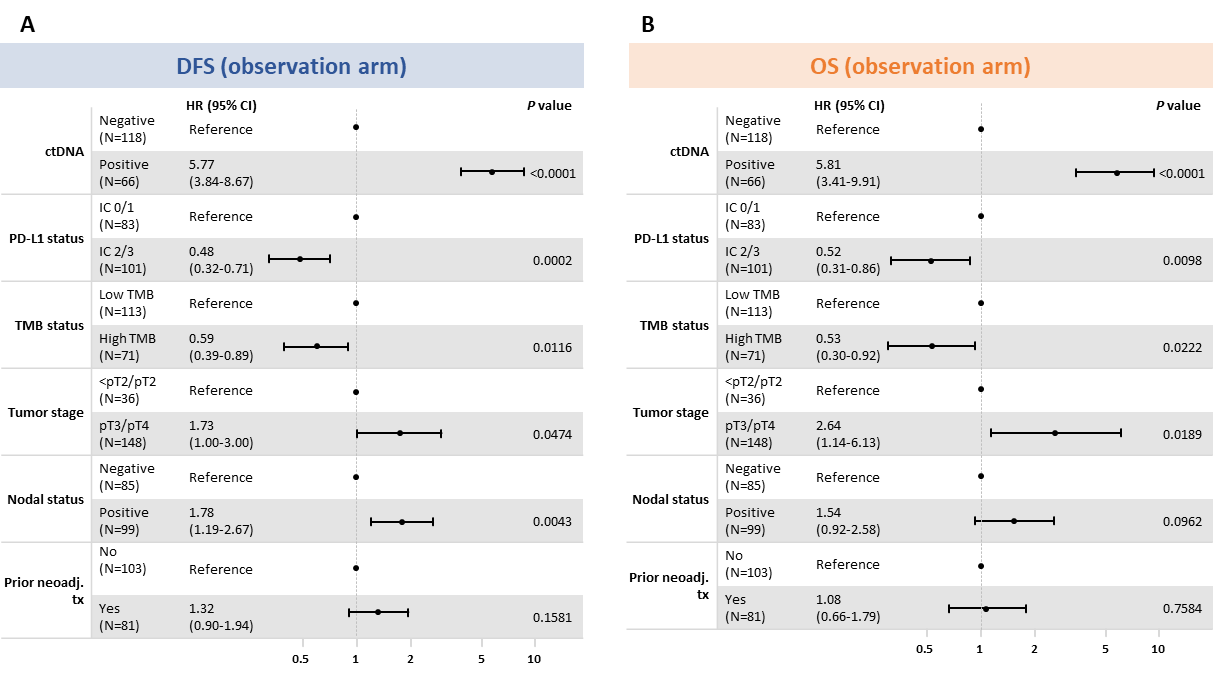 A
DFS (observation arm)
HR (95% CI) P value
ctDNA
Negative
(N=118)
Reference
Positive
(N=66)
5.77
(3.84-8.67)
<0.0001
PD-L1 status
IC 0/1
(N=83)
Reference
IC 2/3
(N=101)
0.48
(0.32-0.71)
0.0002
TMB status
Low TMB
(N=113)
Reference
High TMB
(N=71)
0.59
(0.39-0.89)
0.0116
Tumor stage
<pT2/pT2
(N=36)
Reference
pT3/pT4
(N=148)
1.73
(1.00-3.00)
0.0474
Nodal status
Negative
(N=85)
Reference
Positive
(N=99)
1.78
(1.19-2.67)
0.0043
Prior neoadj.
tx
No
(N=103)
Reference
Yes
(N=81)
1.32
(0.90-1.94)
0.1581
0.5 1 2 5 10
B
OS (observation arm)
HR (95% CI) P value
ctDNA
Negative
(N=118)
Reference
Positive
(N=66)
5.81
(3.41-9.91)
<0.0001
PD-L1 status
IC 0/1
(N=83)
Reference
IC 2/3
(N=101)
0.52
(0.31-0.86)
0.0098
TMB status
Low TMB
(N=113)
Reference
High TMB
(N=71)
0.53
(0.30-0.92)
0.0222
Tumor stage
<pT2/pT2
(N=36)
Reference
pT3/pT4
(N=148)
2.64
(1.14-6.13)
0.0189
Nodal status
Negative
(N=85)
Reference
Positive
(N=99)
1.54
(0.92-2.58)
0.0962
Prior neoadj.
tx
No
(N=103)
Reference
Yes
(N=81)
1.08
(0.66-1.79)
0.7584
0.5 1 2 5 10